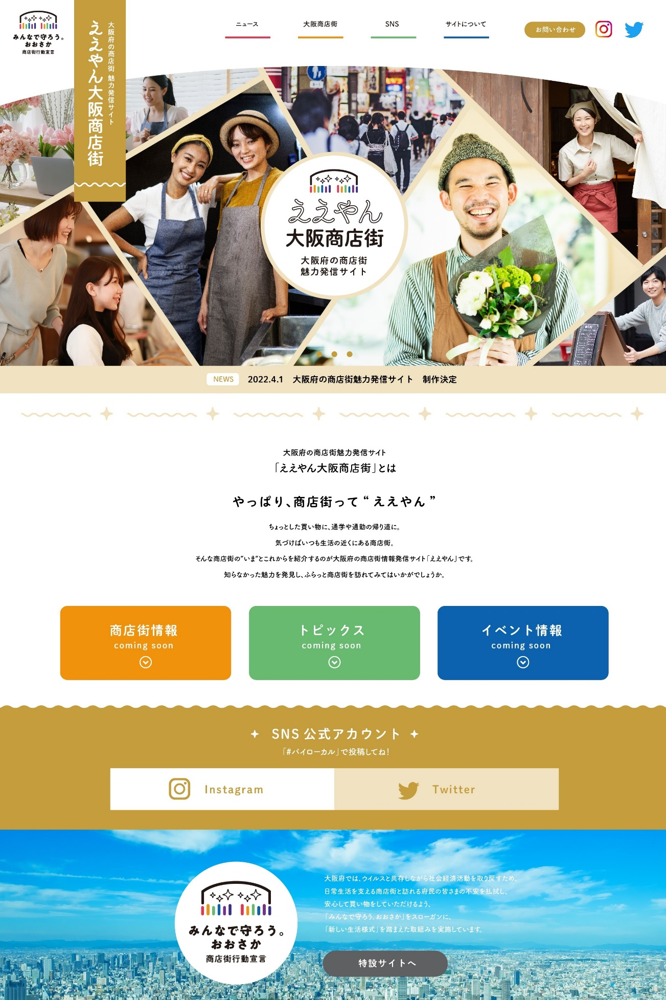 みんなで守ろう。
おおさか
商店街行動宣言
大阪府の商店街 魅力発信サイト
ええやん大阪商店街
ニュース
大阪商店街
SNS
サイトについて
お問い合わせ
ええやん
大阪商店街
大阪府の商店街
魅力発信サイト
MENU
NEWS 2022.4.1 大阪府の商店街魅力発信サイト 制作決定
大阪府の商店街魅力発信サイト
「ええやん大阪商店街」とは
やっぱり、商店街って“ええやん”
ちょっとした買い物に、通学や通勤の帰り道に。
気づけばいつも生活の近くにある商店街。
そんな商店街の"いま"とこれからを紹介するのが大阪府の商店街情報発信サイト「ええやん」です。
知らなかった魅力を発見し、ふらっと商店街を訪れてみてはいかがでしょうか。
商店街情報
coming soon
トピックス
coming soon
イベント情報
coming soon
SNS 公式アカウント
「#バイローカル」で投稿してね！
Instagram
Twitter
みんなで守ろう。
おおさか
商店街行動宣言
大阪府では、ウイルスと共存しながら社会経済活動を取り戻すため、
日常生活を支える商店街と訪れる府民の皆さまの不安を払拭し、
安心して買い物をしていただけるよう、
「みんなで守ろう。おおさか」をスローガンに、
「新しい生活様式」を踏まえた取組みを実施しています。
特設サイトへ